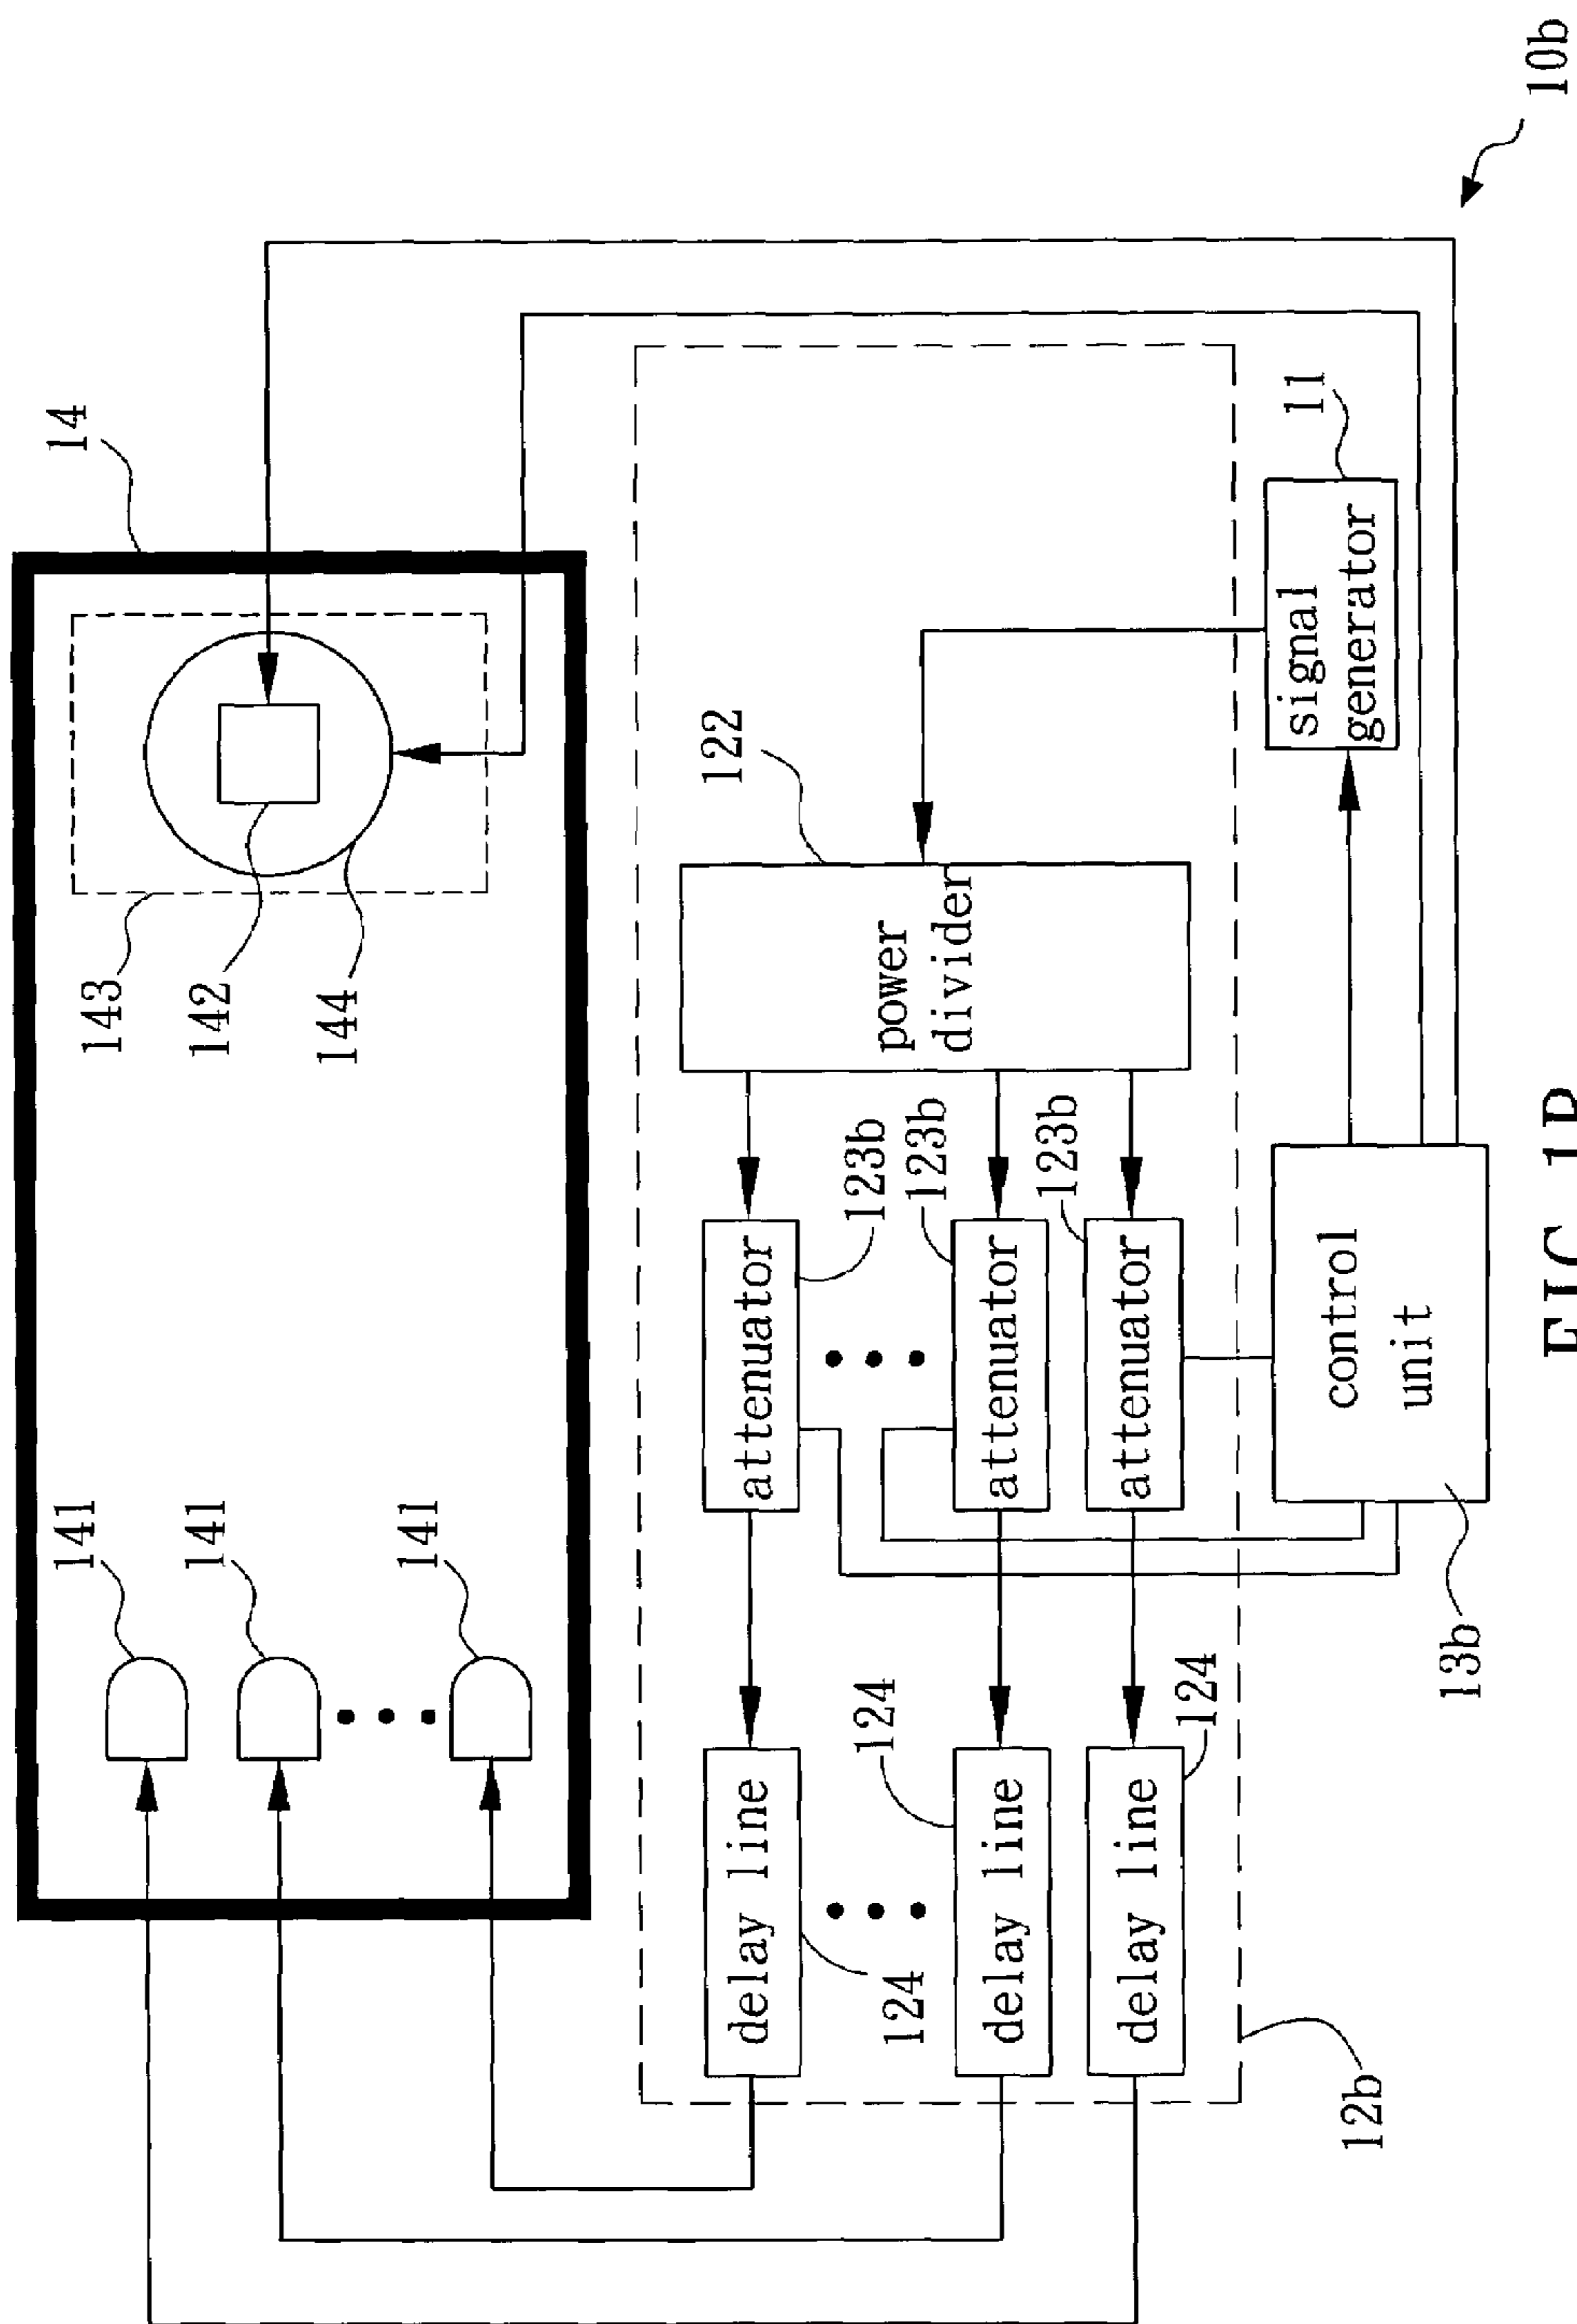 14
143
142
144
141
141
141
122
power
divider
123b
123b
123b
attenuator
attenuator
attenuator
delay line
delay line
delay line
124
124
124
12b
signal
generator
11
control
unit
13b
10b